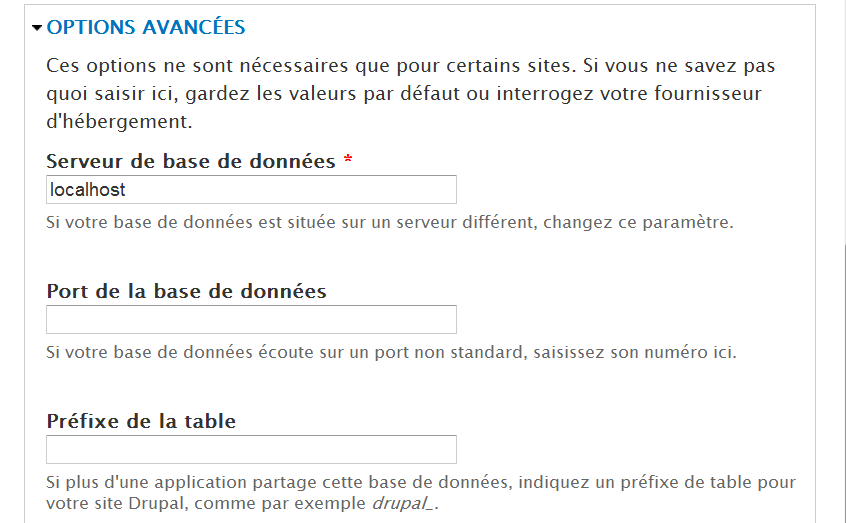 OPTIONS AVANCÉES
Ces options ne sont nécessaires que pour certains sites. Si vous ne savez pas
quoi saisir ici, gardez les valeurs par défaut ou interrogez votre fournisseur
d'hébergement.
Serveur de base de données *
localhost
Si votre base de données est située sur un serveur différent, changez ce paramètre.
Port de la base de données
Si votre base de données écoute sur un port non standard, saisissez son numéro ici.
Préfixe de la table
Si plus d'une application partage cette base de données, indiquez un préfixe de table pour
votre site Drupal, comme par exemple drupal_.